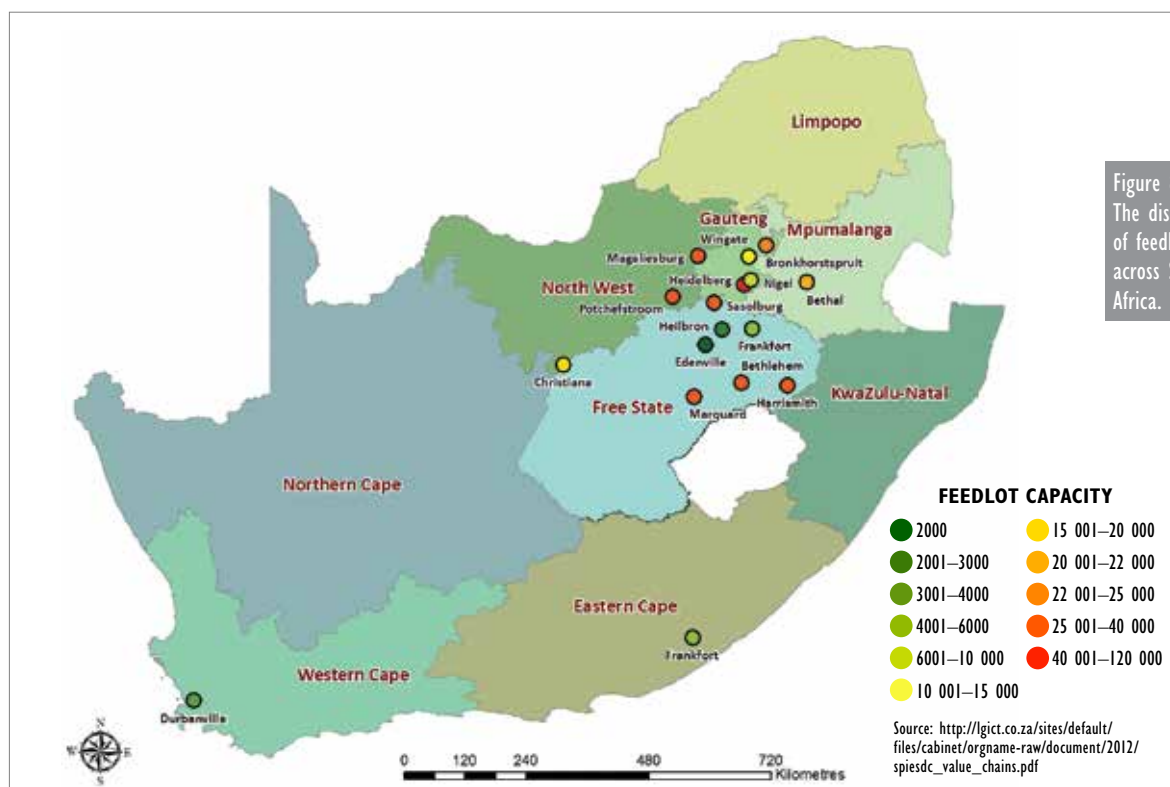 Limpopo
Gauteng
Mpumalanga
Wingate
Magaliesburg
Bronkhorstspruit
Heidelberg
Nigel
North West
Bethal
Potchefstroom
Sasolburg
Heilbron
Frankfort
Edenville
Bethlehem
Christiana
Harrismith
KwaZulu-Natal
Free State
Marquard
Northern Cape
Eastern Cape
Frankfort
Western Cape
Durbanville
N
W E
S
0 120 240 480 720
Kilometres
Figure
The dis
of feedl
across
Africa.
FEEDLOT CAPACITY
2000
2001–3000
3001–4000
4001–6000
6001–10 000
10 001–15 000
15 001–20 000
20 001–22 000
22 001–25 000
25 001–40 000
40 001–120 000
Source: http://lgict.co.za/sites/default/
files/cabinet/orgname-raw/document/2012/
spiesdc_value_chains.pdf